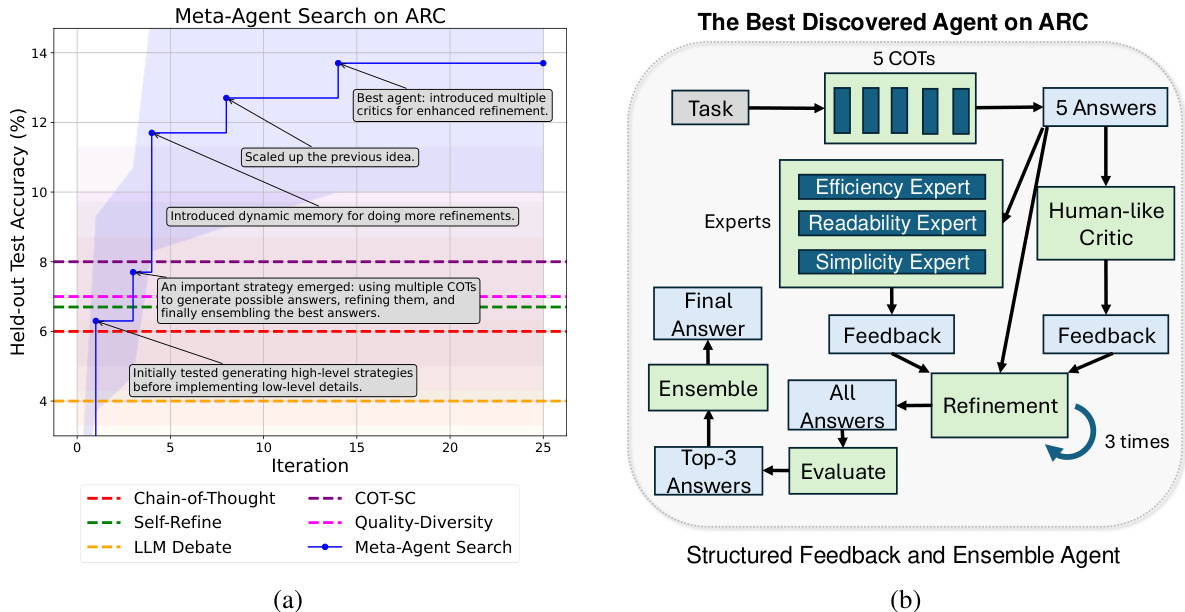 Meta-Agent Search on ARC
Held-out Test Accuracy (%)
14
12
10
8
6
4
Best agent: introduced multiple
critics for enhanced refinement.
Scaled up the previous idea.
Introduced dynamic memory for doing more refinements.
An important strategy emerged: using multiple COTs
to generate possible answers, refining them, and
finally ensembling the best answers.
Initially tested generating high-level strategies
before implementing low-level details.
0
5
10
15
20
25
Iteration
Chain-of-Thought
Self-Refine
LLM Debate
COT-SC
Quality-Diversity
Meta-Agent Search
(a)
The Best Discovered Agent on ARC
5 COTs
Task
5 Answers
Experts
Efficiency Expert
Readability Expert
Simplicity Expert
Human-like
Critic
Feedback
Feedback
Final
Answer
Ensemble
All
Answers
Refinement
3 times
Top-3
Answers
Evaluate
Structured Feedback and Ensemble Agent
(b)